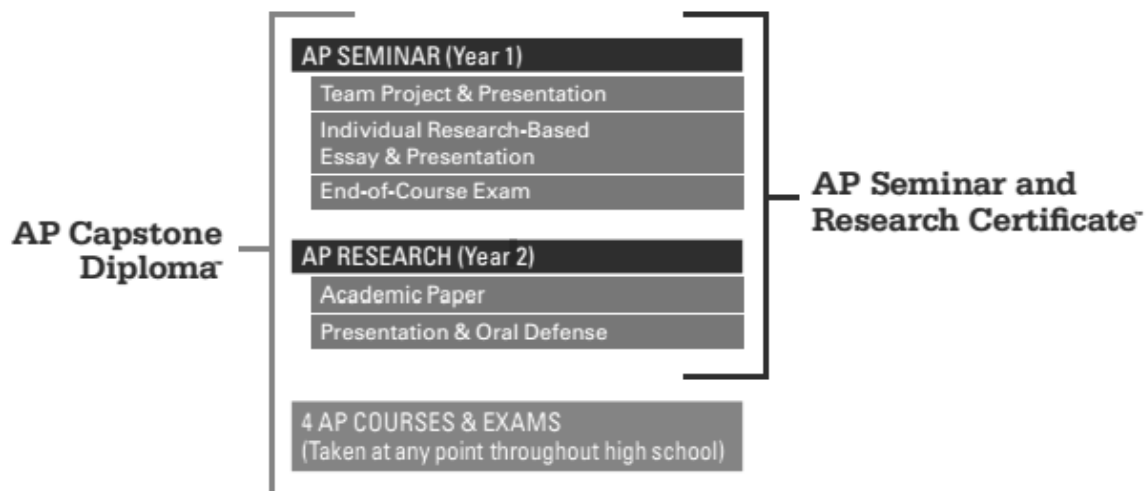 AP SEMINAR (Year 1)
Team Project & Presentation
Individual Research-Based
Essay & Presentation
End-of-Course Exam
AP Seminar and
Research Certificate™
AP Capstone
Diploma™
AP RESEARCH (Year 2)
Academic Paper
Presentation & Oral Defense
4 AP COURSES & EXAMS
(Taken at any point throughout high school)